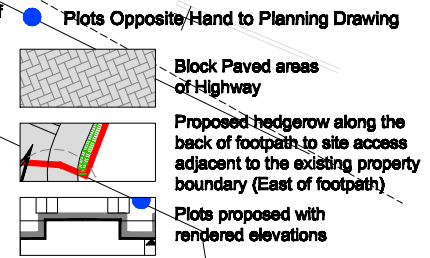 Plots Opposite Hand to Planning Drawing
Block Paved areas
of Highway
Proposed hedgerow along the
back of footpath to site access
adjacent to the existing property
boundary (East of footpath)
Plots proposed with
rendered elevations